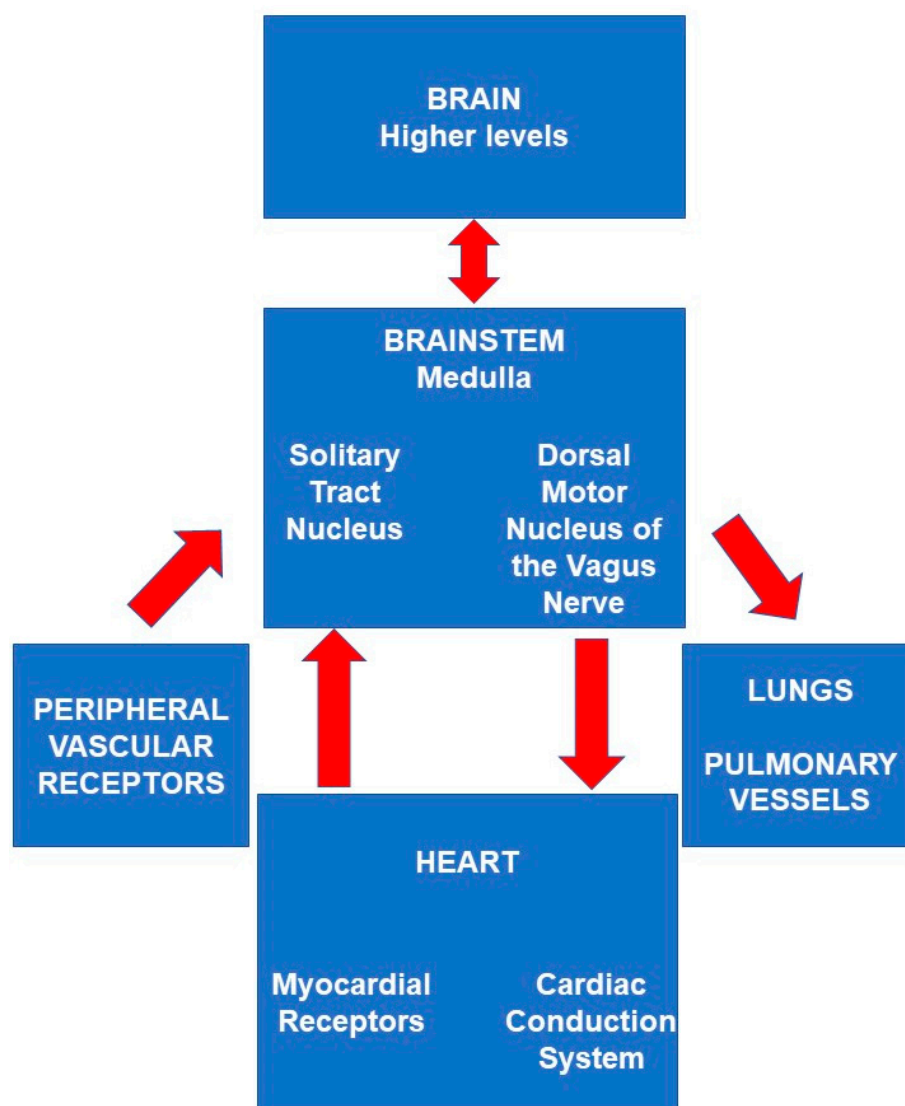 BRAIN
Higher levels
BRAINSTEM
Medulla
Solitary
Tract
Nucleus
Dorsal
Motor
Nucleus of
the Vagus
Nerve
PERIPHERAL
VASCULAR
RECEPTORS
LUNGS
PULMONARY
VESSELS
HEART
Myocardial
Receptors
Cardiac
Conduction
System